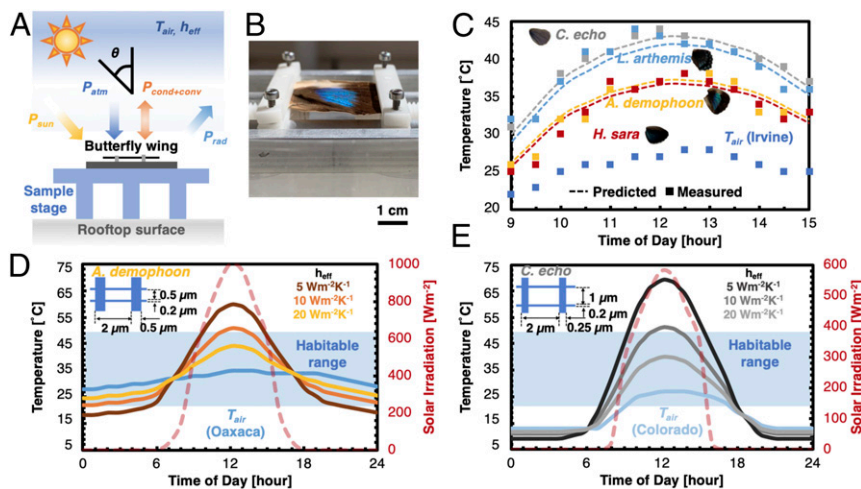 A
T_air, h_eff
θ
P_atm
P_cond+conv
P_sun
P_rad
Butterfly wing
Sample
stage
Rooftop surface
B
1 cm
C
45
40
35
30
25
20
Temperature [˚C]
C. echo
L. arthemis
A. demophoon
H. sara
T_air (Irvine)
Predicted
Measured
9
10
11
12
13
14
15
Time of Day [hour]
D
75
65
55
45
35
25
15
5
Temperature [˚C]
A. demophoon
0.5 μm
0.2 μm
2 μm
0.5 μm
h_eff
5 Wm-2K-1
10 Wm-2K-1
20 Wm-2K-1
Habitable
range
T_air
(Oaxaca)
1000
800
600
400
200
0
Solar Irradiation [Wm-2]
0
6
12
18
24
Time of Day [hour]
E
75
65
55
45
35
25
15
5
Temperature [˚C]
C. echo
1 μm
0.2 μm
2 μm
0.25 μm
h_eff
5 Wm-2K-1
10 Wm-2K-1
20 Wm-2K-1
Habitable
range
T_air
(Colorado)
600
500
400
300
200
100
0
Solar Irradiation [Wm-2]
0
6
12
18
24
Time of Day [hour]